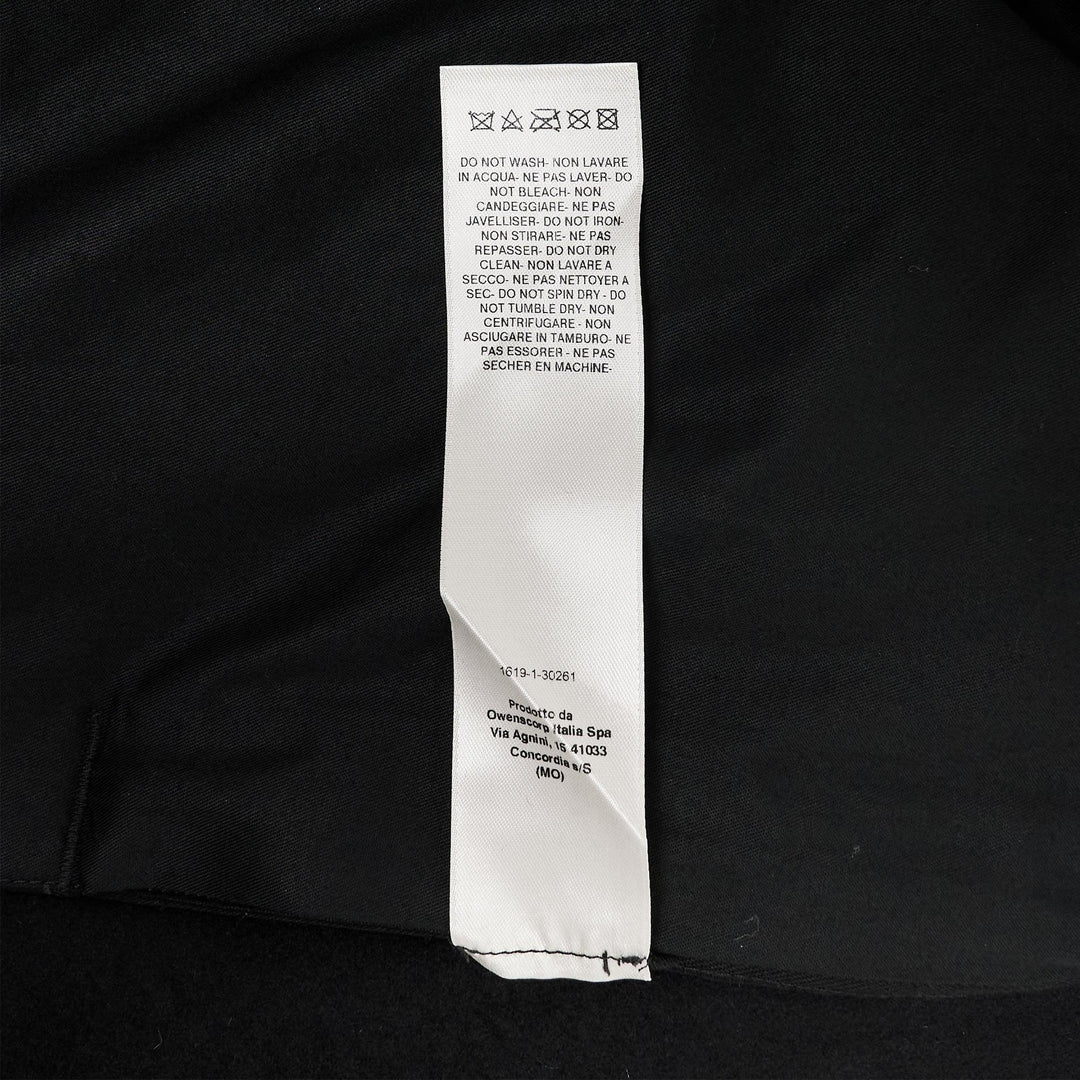 DO NOT WASH- NON LAVARE
IN ACQUA- NE PAS LAVER- DO
NOT BLEACH- NON
CANDEGGIARE- NE PAS
JAVELLISER- DO NOT IRON-
NON STIRARE- NE PAS
REPASSER- DO NOT DRY
CLEAN- NON LAVARE A
SECCO- NE PAS NETTOYER A
SEC- DO NOT SPIN DRY - DO
NOT TUMBLE DRY- NON
CENTRIFUGARE - NON
ASCIUGARE IN TAMBURO- NE
PAS ESSORER - NE PAS
SECHER EN MACHINE-
1619-1-30261
Prodotto da
Owenscorp Italia Spa
Via Agnini, 15 41033
Concordia s/S
(MO)